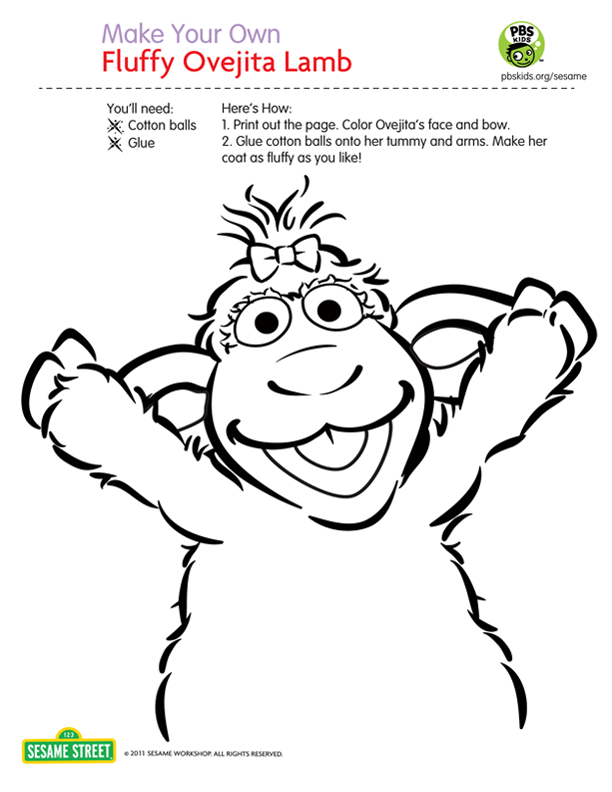 Make Your Own
Fluffy Ovejita Lamb
PBS
KIDS
pbskids.org/sesame
You'll need:
Cotton balls
Glue
Here's How:
1. Print out the page. Color Ovejita's face and bow.
2. Glue cotton balls onto her tummy and arms. Make her
coat as fluffy as you like!
123
SESAME STREET
© 2011 SESAME WORKSHOP. ALL RIGHTS RESERVED.